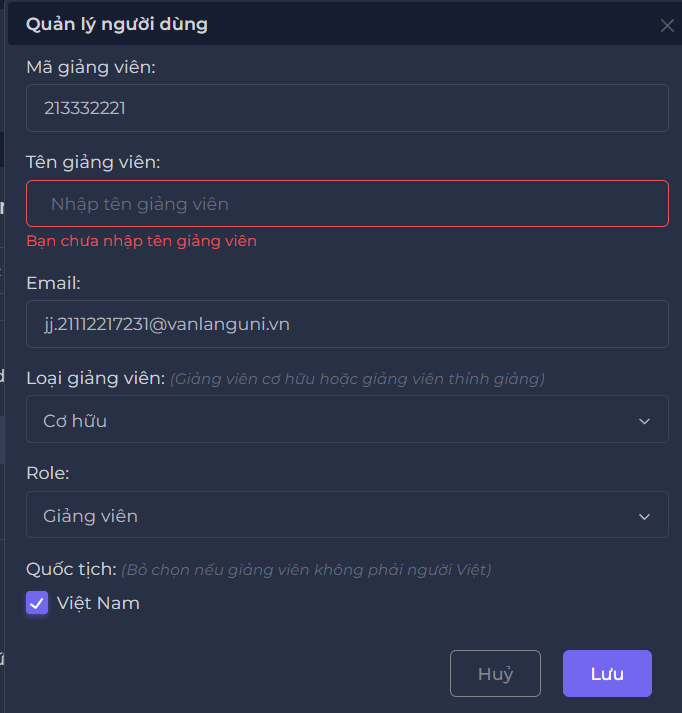 Quản lý người dùng
Mã giảng viên:
213332221
Tên giảng viên:
Nhập tên giảng viên
Bạn chưa nhập tên giảng viên
Email:
jj.21112217231@vanlanguni.vn
Loại giảng viên: (Giảng viên cơ hữu hoặc giảng viên thỉnh giảng)
Cơ hữu
Role:
Giảng viên
Quốc tịch: (Bỏ chọn nếu giảng viên không phải người Việt)
Việt Nam
Huỷ Lưu